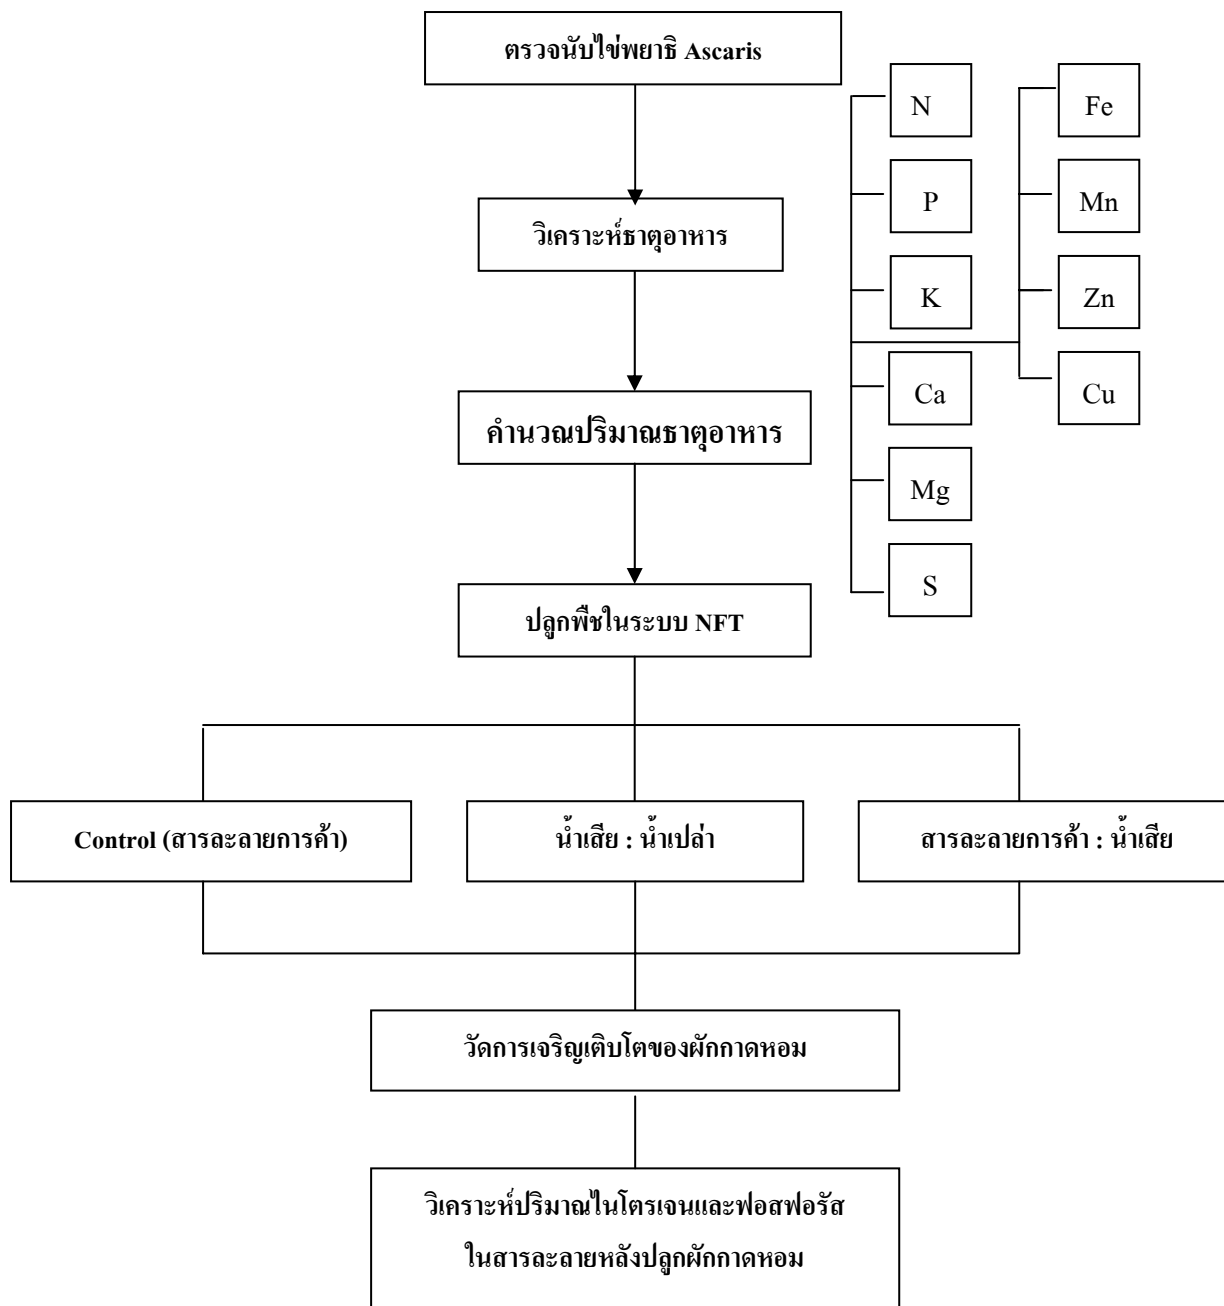 ตรวจนับไข่พยาธิ Ascaris
วิเคราะห์ธาตุอาหาร
คำนวณปริมาณธาตุอาหาร
ปลูกพืชในระบบ NFT
N
P
K
Ca
Mg
S
Fe
Mn
Zn
Cu
Control (สารละลายการค้า)
น้ำเสีย : น้ำเปล่า
สารละลายการค้า : น้ำเสีย
วัดการเจริญเติบโตของผักกาดหอม
วิเคราะห์ปริมาณไนโตรเจนและฟอสฟอรัส
ในสารละลายหลังปลูกผักกาดหอม